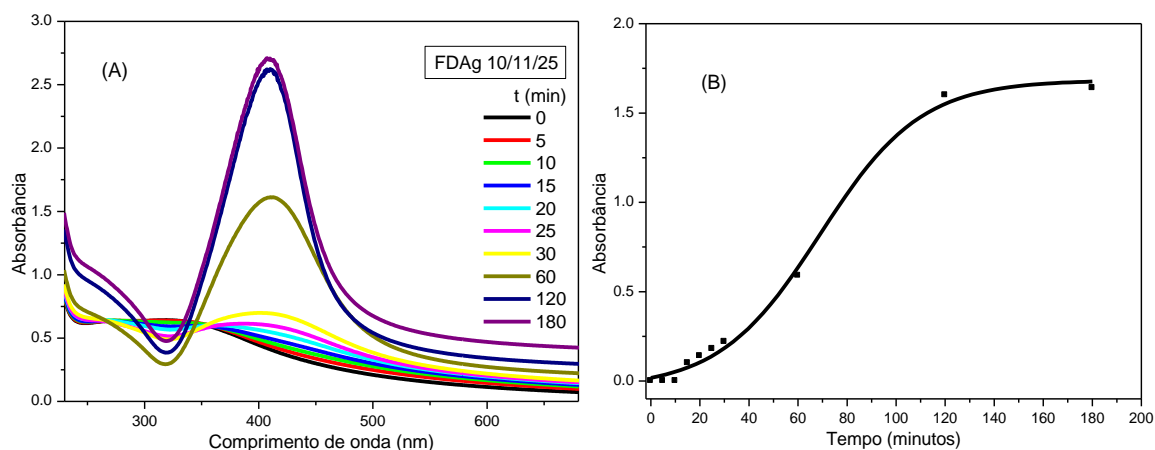 (A)
FDAg 10/11/25
t (min)
0
5
10
15
20
25
30
60
120
180
Absorbância
3.0
2.5
2.0
1.5
1.0
0.5
0.0
300 400 500 600
Comprimento de onda (nm)
(B)
Absorbância
2.0
1.5
1.0
0.5
0.0
0 20 40 60 80 100 120 140 160 180 200
Tempo (minutos)